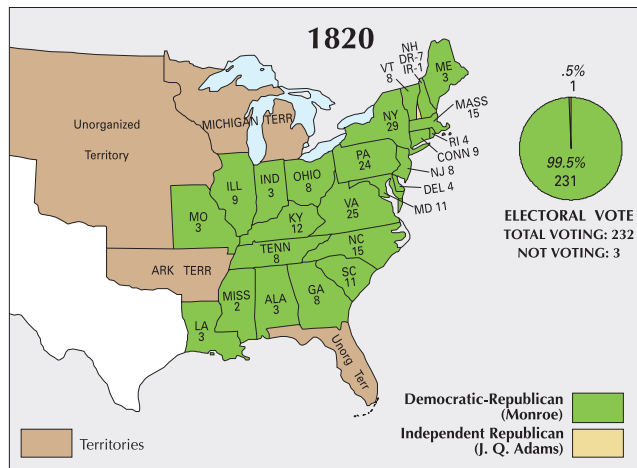 1820
NH
DR-7
IR-1
VT
8
ME
3
MASS
15
RI 4
CONN 9
NY
29
NJ 8
PA
24
DEL 4
MD 11
MICHIGAN TERR
Unorganized
Territory
ILL
9
IND
3
OHIO
8
MO
3
KY
12
VA
25
TENN
8
NC
15
ARK TERR
SC
11
MISS
2
ALA
3
GA
8
LA
3
Unorg Terr
.5%
1
99.5%
231
ELECTORAL VOTE
TOTAL VOTING: 232
NOT VOTING: 3
Democratic-Republican
(Monroe)
Independent Republican
(J. Q. Adams)
Territories